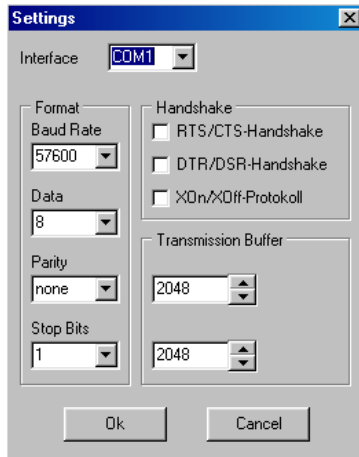 Settings
Interface COM1
Format
Baud Rate
57600
Data
8
Parity
none
Stop Bits
1
Handshake
RTS/CTS-Handshake
DTR/DSR-Handshake
XOn/XOff-Protokoll
Transmission Buffer
2048
2048
Ok Cancel